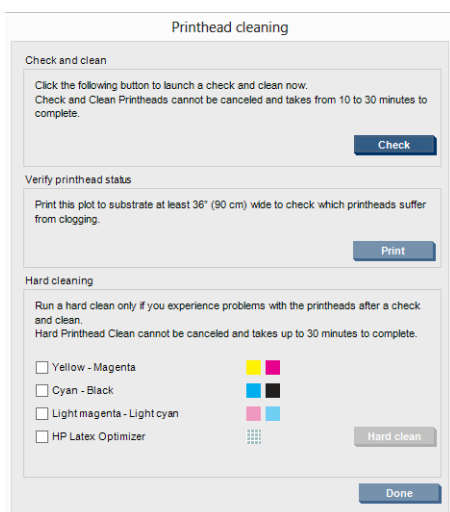 Printhead cleaning
Check and clean
Click the following button to launch a check and clean now.
Check and Clean Printheads cannot be canceled and takes from 10 to 30 minutes to
complete.
Check
Verify printhead status
Print this plot to substrate at least 36" (90 cm) wide to check which printheads suffer
from clogging.
Print
Hard cleaning
Run a hard clean only if you experience problems with the printheads after a check
and clean.
Hard Printhead Clean cannot be canceled and takes up to 30 minutes to complete.
Yellow - Magenta
Cyan - Black
Light magenta - Light cyan
HP Latex Optimizer
Hard clean
Done